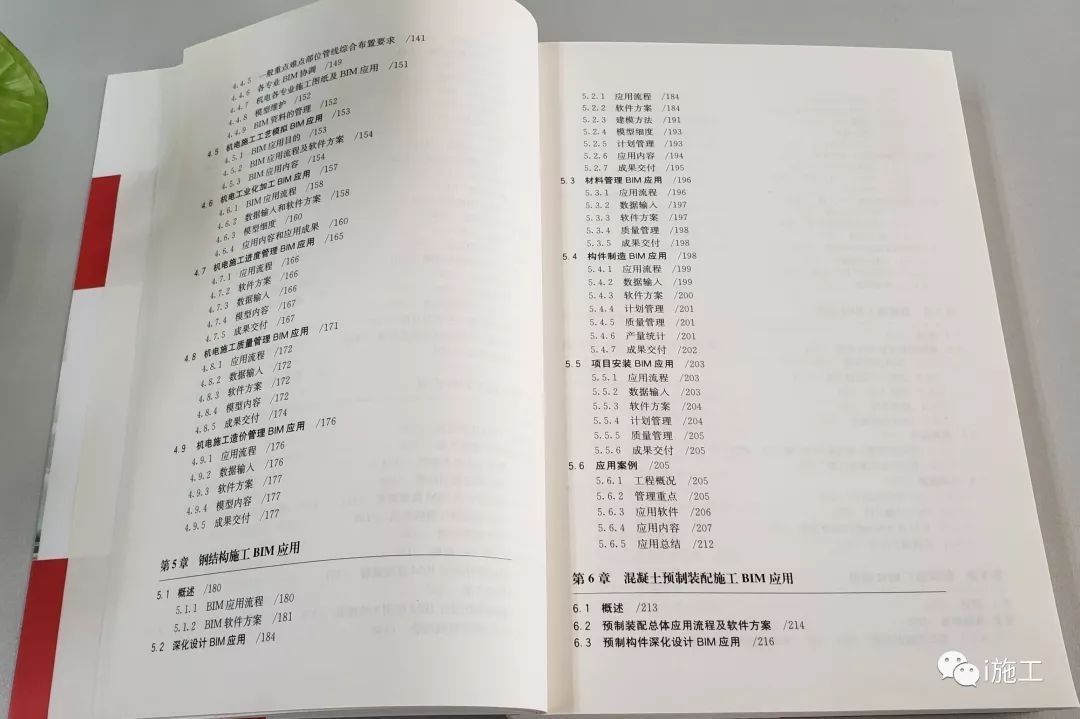 4.4.5 一般重点难点部位管线综合布置要求 /141
4.4.6 各专业BIM协调 /149
4.4.7 机电各专业施工图纸及BIM应用 /151
4.4.8 模型维护 /152
4.4.9 BIM资料的管理 /152
4.5 机电施工工艺模拟BIM应用 /153
4.5.1 BIM应用目的 /153
4.5.2 BIM应用流程及软件方案 /154
4.5.3 BIM应用内容 /154
4.6 机电工业化加工BIM应用 /157
4.6.1 BIM应用流程 /158
4.6.2 数据输入和软件方案 /158
4.6.3 模型细度 /160
4.6.4 应用内容和应用成果 /160
4.7 机电施工进度管理BIM应用 /165
4.7.1 应用流程 /166
4.7.2 软件方案 /166
4.7.3 数据输入 /166
4.7.4 模型内容 /167
4.7.5 成果交付 /167
4.8 机电施工质量管理BIM应用 /171
4.8.1 应用流程 /172
4.8.2 数据输入 /172
4.8.3 软件方案 /172
4.8.4 模型内容 /172
4.8.5 成果交付 /174
4.9 机电施工造价管理BIM应用 /176
4.9.1 应用流程 /176
4.9.2 数据输入 /176
4.9.3 软件方案 /177
4.9.4 模型内容 /177
4.9.5 成果交付 /177
第5章 钢结构施工BIM应用
5.1 概述 /180
5.1.1 BIM应用流程 /180
5.1.2 BIM软件方案 /181
5.2 深化设计BIM应用 /184
5.2.1 应用流程 /184
5.2.2 软件方案 /184
5.2.3 建模方法 /191
5.2.4 模型细度 /193
5.2.5 计划管理 /193
5.2.6 应用内容 /194
5.2.7 成果交付 /195
5.3 材料管理BIM应用 /196
5.3.1 应用流程 /196
5.3.2 数据输入 /197
5.3.3 软件方案 /197
5.3.4 质量管理 /198
5.3.5 成果交付 /198
5.4 构件制造BIM应用 /198
5.4.1 应用流程 /199
5.4.2 数据输入 /199
5.4.3 软件方案 /200
5.4.4 计划管理 /201
5.4.5 质量管理 /201
5.4.6 产量统计 /201
5.4.7 成果交付 /202
5.5 项目安装BIM应用 /203
5.5.1 应用流程 /203
5.5.2 数据输入 /203
5.5.3 软件方案 /204
5.5.4 计划管理 /204
5.5.5 质量管理 /205
5.5.6 成果交付 /205
5.6 应用案例 /205
5.6.1 工程概况 /205
5.6.2 管理重点 /205
5.6.3 应用软件 /206
5.6.4 应用内容 /207
5.6.5 应用总结 /212
第6章 混凝土预制装配施工BIM应用
6.1 概述 /213
6.2 预制装配总体应用流程及软件方案 /214
6.3 预制构件深化设计BIM应用 /216
i施工